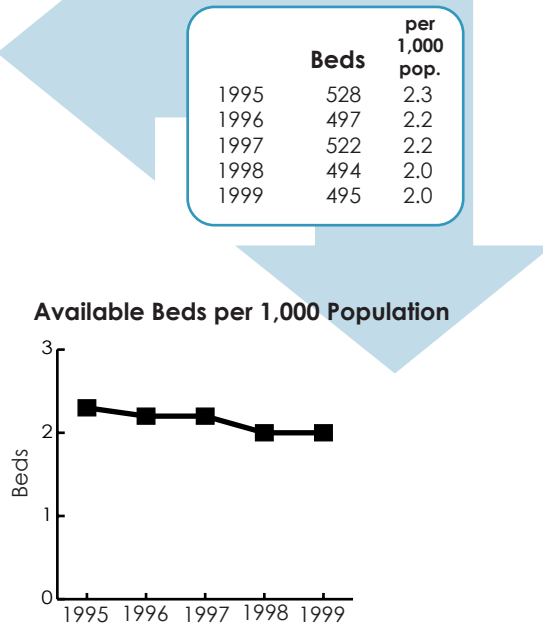 per
1,000
Beds pop.
1995 528 2.3
1996 497 2.2
1997 522 2.2
1998 494 2.0
1999 495 2.0
Available Beds per 1,000 Population
3
2
1
0
Beds
1995 1996 1997 1998 1999